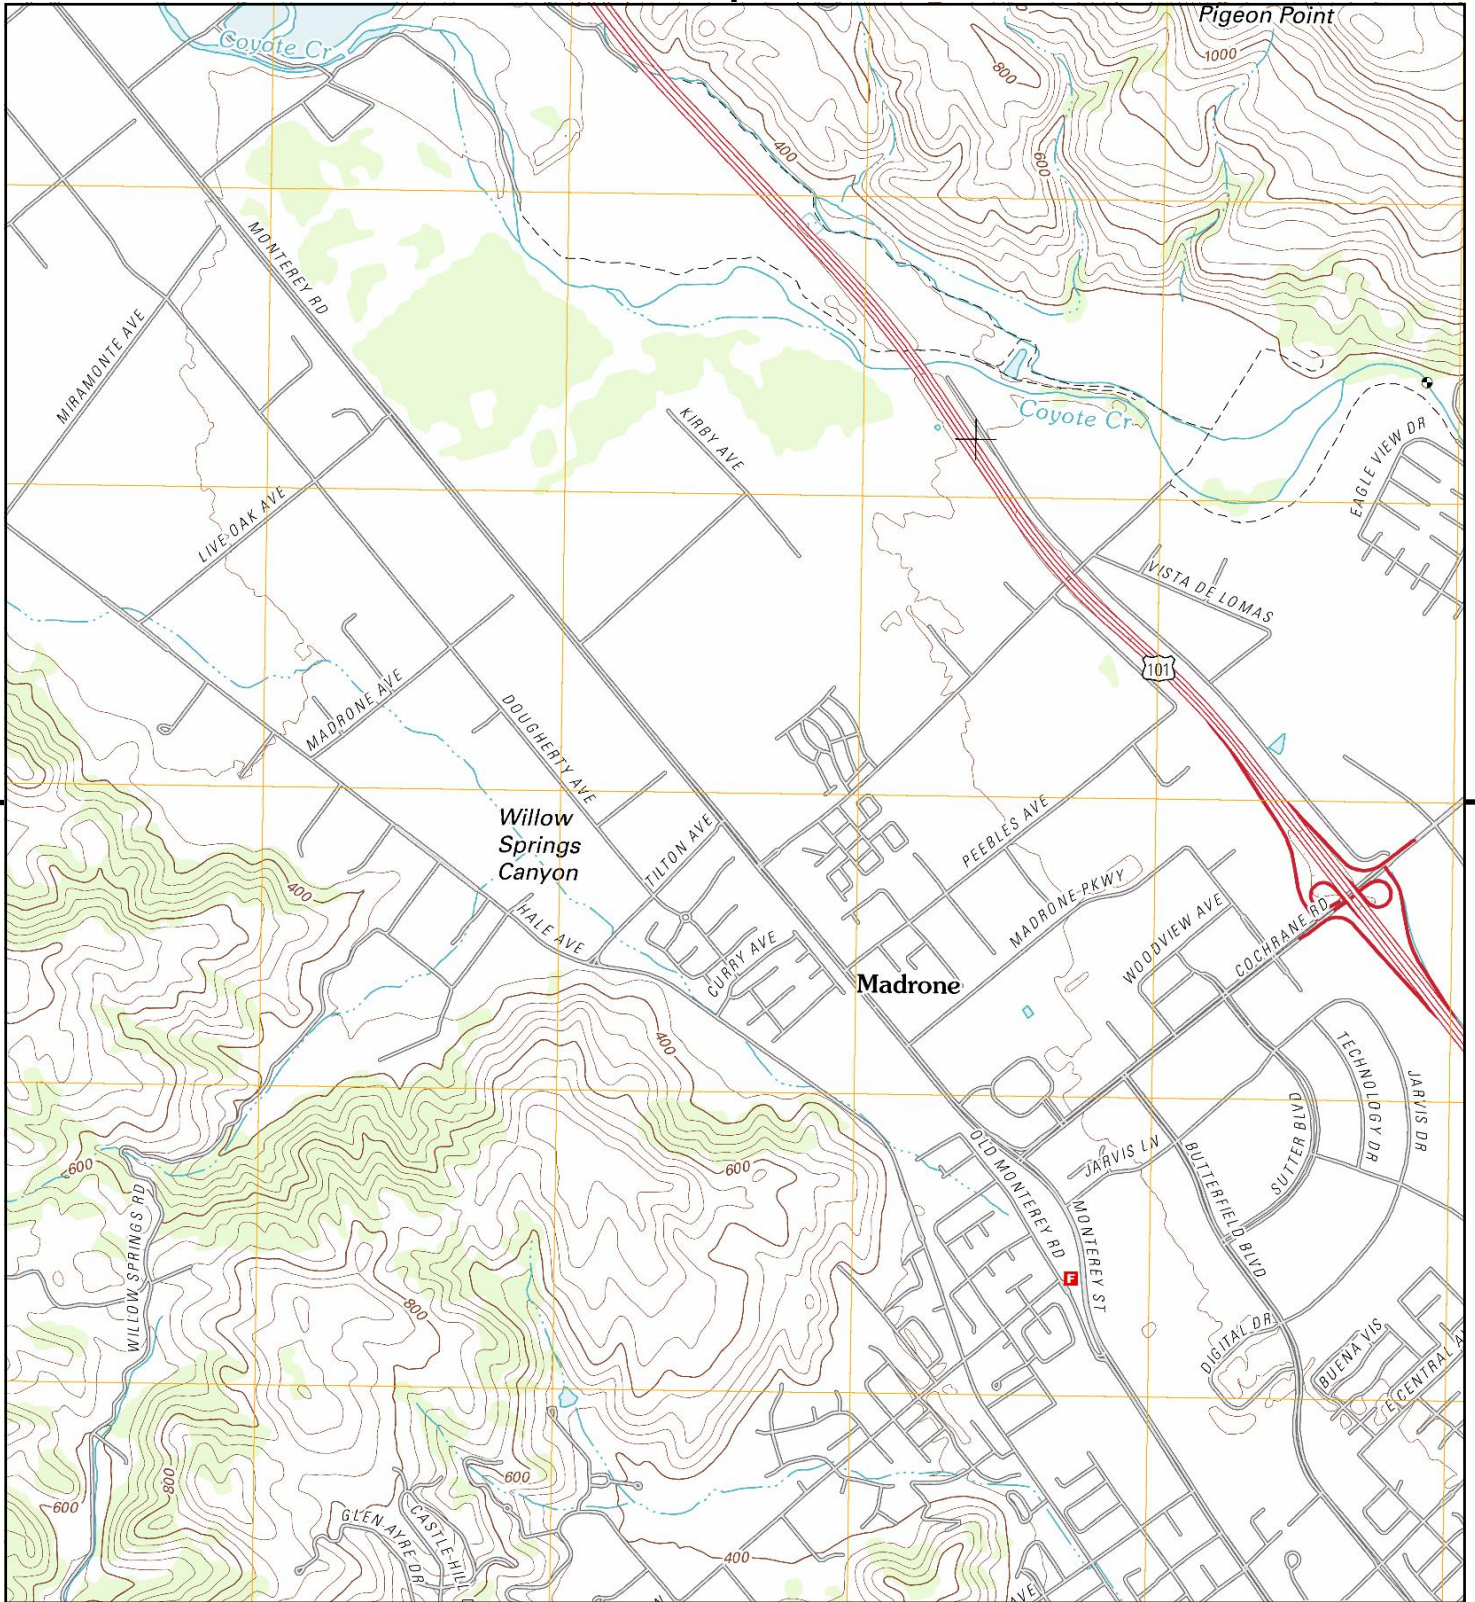 Pigeon Point
Coyote Cr
1000
800
400
600
MONTEREY RD
MIRAMONTE AVE
KIRBY AVE
Coyote Cr
EAGLE VIEW DR
LIVE OAK AVE
VISTA DE LOMAS
101
MADRONE AVE
DOUGHERTY AVE
Willow
Springs
Canyon
TILTON AVE
PEEBLES AVE
400
MADRONE PKWY
HALE AVE
CURRY AVE
WOODVIEW AVE
COCHRANE RD
Madrone
400
TECHNOLOGY DR
JARVIS DR
SUTTER BLVD
OLD MONTEREY RD
JARVIS LN
BUTTERFIELD BLVD
600
600
WILLOW SPRINGS RD
MONTEREY ST
F
800
DIGITAL DR
BUENA VIS
E CENTRAL A
800
600
600
GLEN AYRE DR
CASTLE HILL
400
AVE